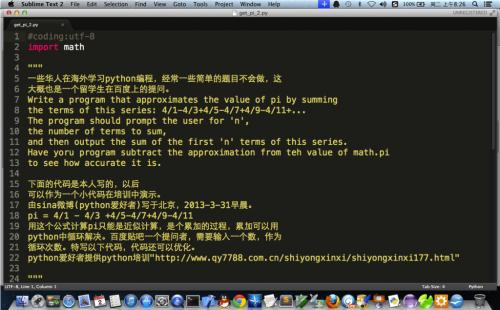 Sublime Text 2 File Edit Selection Find View Goto Tools Project Window Help
100% 周二 上午8:26
get_pi_2.py
UNREGISTERED
get_pi_2.py
1 #coding:utf-8
2 import math
3
4 """
5 一些华人在海外学习python编程，经常一些简单的题目不会做，这
6 大概也是一个留学生在百度上的提问。
7 Write a program that approximates the value of pi by summing
8 the terms of this series: 4/1-4/3+4/5-4/7+4/9-4/11+...
9 The program should prompt the user for 'n',
10 the number of terms to sum,
11 and then output the sum of the first 'n' terms of this series.
12 Have yoru program subtract the approximation from teh value of math.pi
13 to see how accurate it is.
14
15 下面的代码是本人写的，以后
16 可以作为一个小代码在培训中演示。
17 由sina微博(python爱好者)写于北京，2013-3-31早晨。
18 pi = 4/1 - 4/3 +4/5-4/7+4/9-4/11
19 用这个公式计算pi只能是近似计算，是个累加的过程，累加可以用
20 python中循环解决。百度贴吧一个提问者，需要输入一个数，作为
21 循环次数。特写以下代码，代码还可以优化。
22 python爱好者提供python培训"http://www.qy7788.com.cn/shiyongxinxi/shiyongxinxi177.html"
23
24 """
UTF-8, Line 1, Column 1
Tab Size: 4
Python